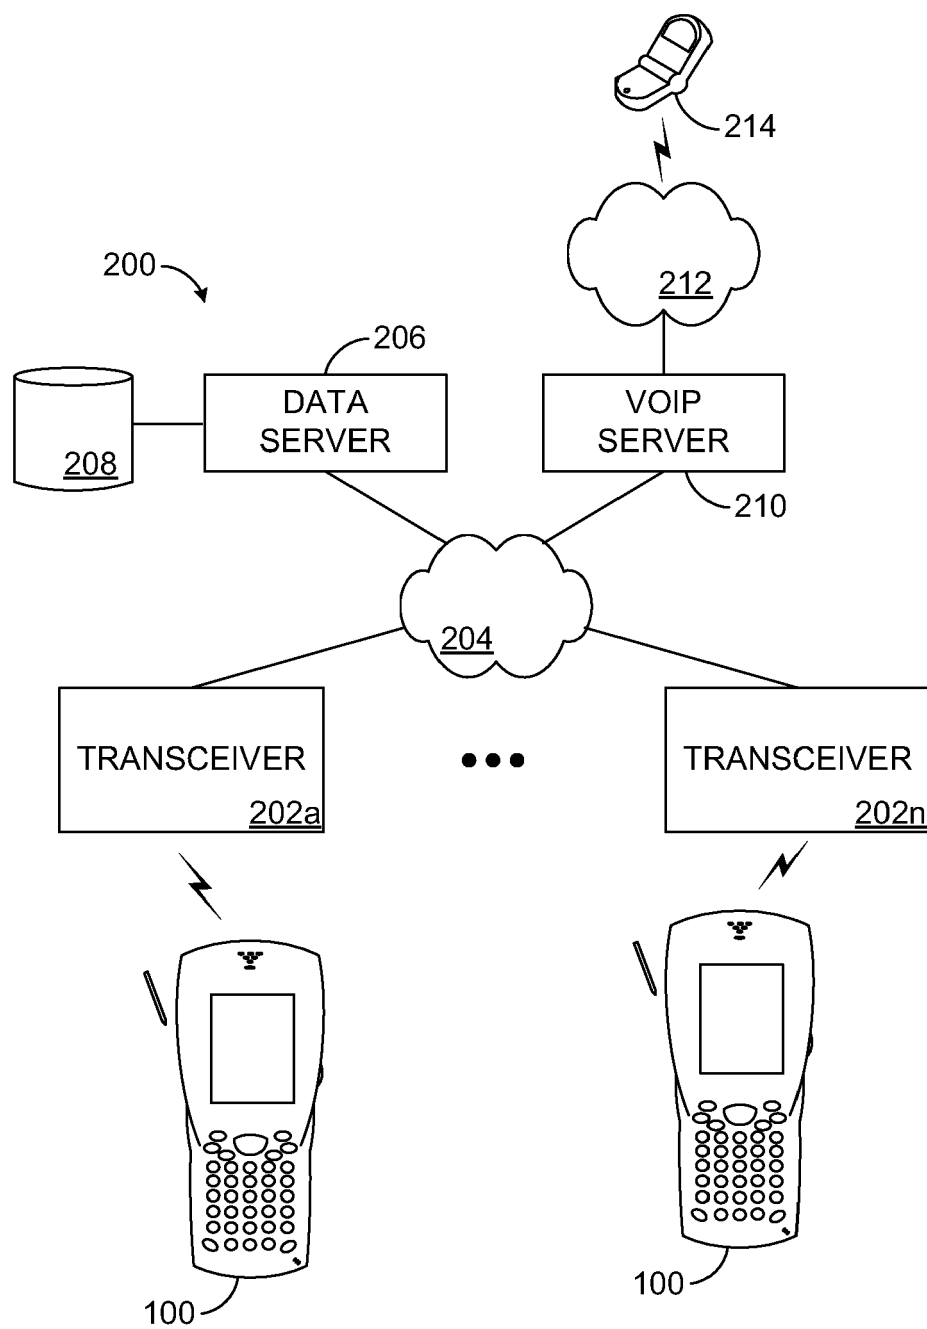 214
212
200
206
DATA
SERVER
VOIP
SERVER
208
210
204
TRANSCEIVER
202a
TRANSCEIVER
202n
100
100